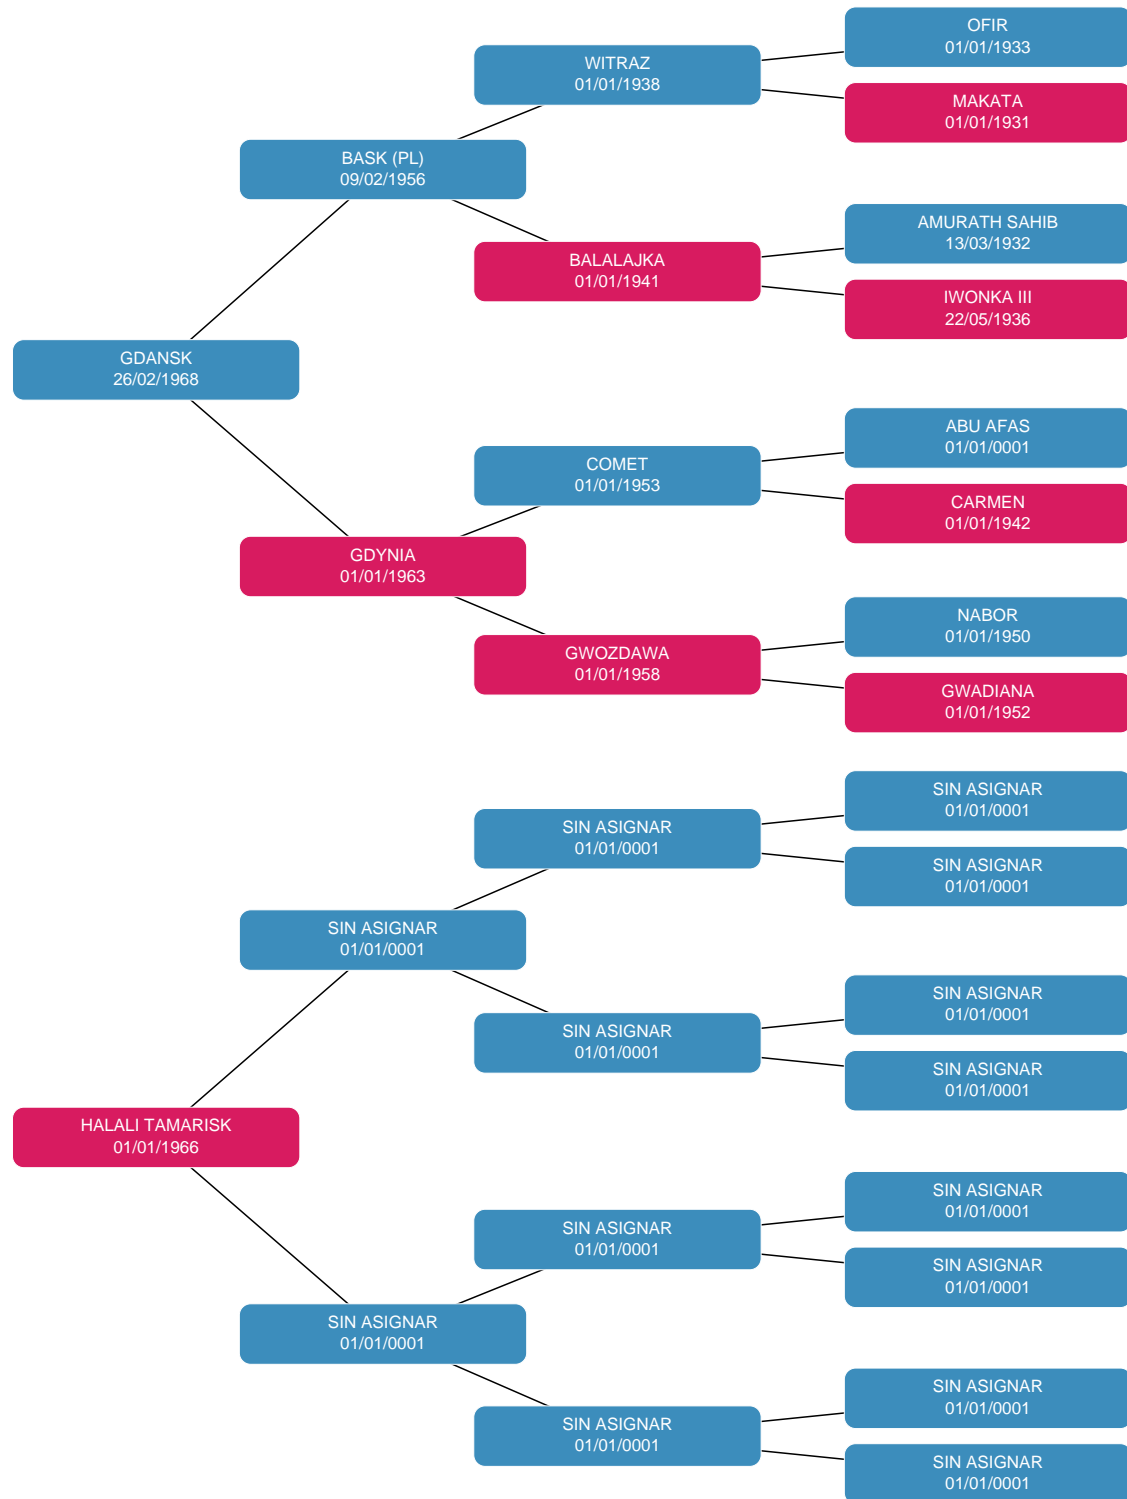 OFIR
01/01/1933
WITRAZ
01/01/1938
MAKATA
01/01/1931
BASK (PL)
09/02/1956
AMURATH SAHIB
13/03/1932
BALALAJKA
01/01/1941
IWONKA III
22/05/1936
GDANSK
26/02/1968
ABU AFAS
01/01/0001
COMET
01/01/1953
CARMEN
01/01/1942
GDYNIA
01/01/1963
NABOR
01/01/1950
GWOZDAWA
01/01/1958
GWADIANA
01/01/1952
SIN ASIGNAR
01/01/0001
SIN ASIGNAR
01/01/0001
SIN ASIGNAR
01/01/0001
SIN ASIGNAR
01/01/0001
SIN ASIGNAR
01/01/0001
SIN ASIGNAR
01/01/0001
SIN ASIGNAR
01/01/0001
HALALI TAMARISK
01/01/1966
SIN ASIGNAR
01/01/0001
SIN ASIGNAR
01/01/0001
SIN ASIGNAR
01/01/0001
SIN ASIGNAR
01/01/0001
SIN ASIGNAR
01/01/0001
SIN ASIGNAR
01/01/0001
SIN ASIGNAR
01/01/0001